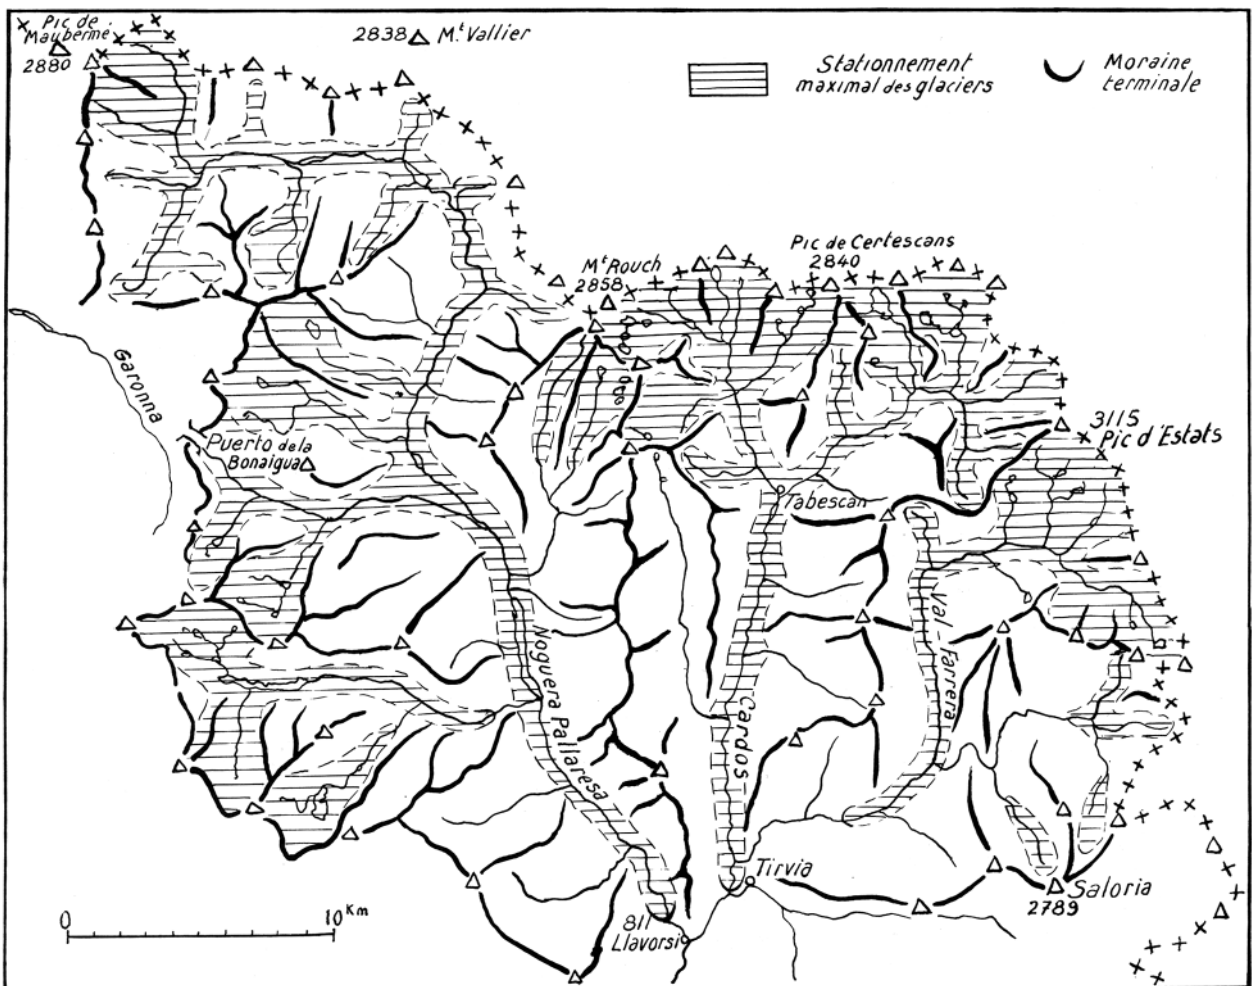 Pic de
Mauberme
2880
2838 Mt. Vallier
Stationnement
maximal des glaciers
Moraine
terminale
Pic de Certescans
2840
Mt Rouch
2858
Garonna
3115
Pic d'Estats
Puerto de la
Bonaigua
Tabescan
Noguera Pallaresa
Cardos
Val-Farrera
Tirvia
Saloria
2789
811
Llavorsi
0 10 Km